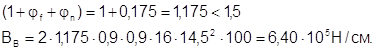 (1+φf+φn) = 1+0,175 = 1,175 < 1,5
Bв = 2·1,175·0,9·0,9·16·14,5²·100 = 6,40·10⁵Н/см.